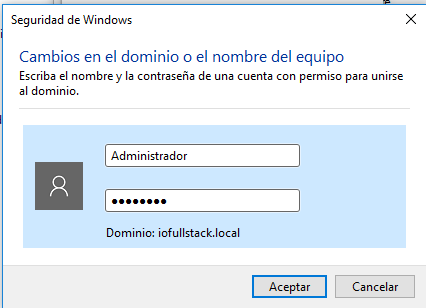 Seguridad de Windows
Cambios en el dominio o el nombre del equipo
Escriba el nombre y la contraseña de una cuenta con permiso para unirse
al dominio.
Administrador
●●●●●●●●
Dominio: iofullstack.local
Aceptar
Cancelar